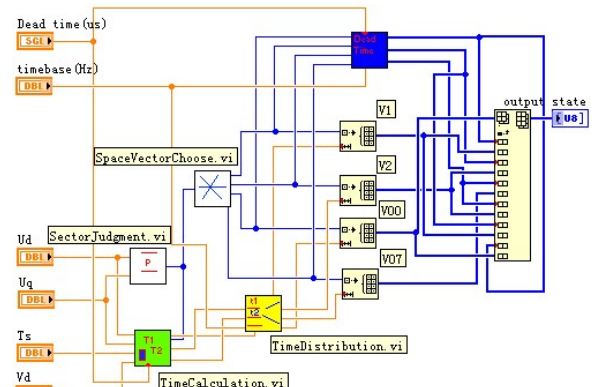 Dead time(us)
SGL
timebase(Hz)
DBL
Dead
Time
output state
U8
V1
SpaceVectorChoose.vi
V2
V00
SectorJudgment.vi
Ud
DBL
P
V07
Uq
DBL
t1
t2
Ts
DBL
T1
T2
TimeDistribution.vi
Vd
TimeCalculation.vi